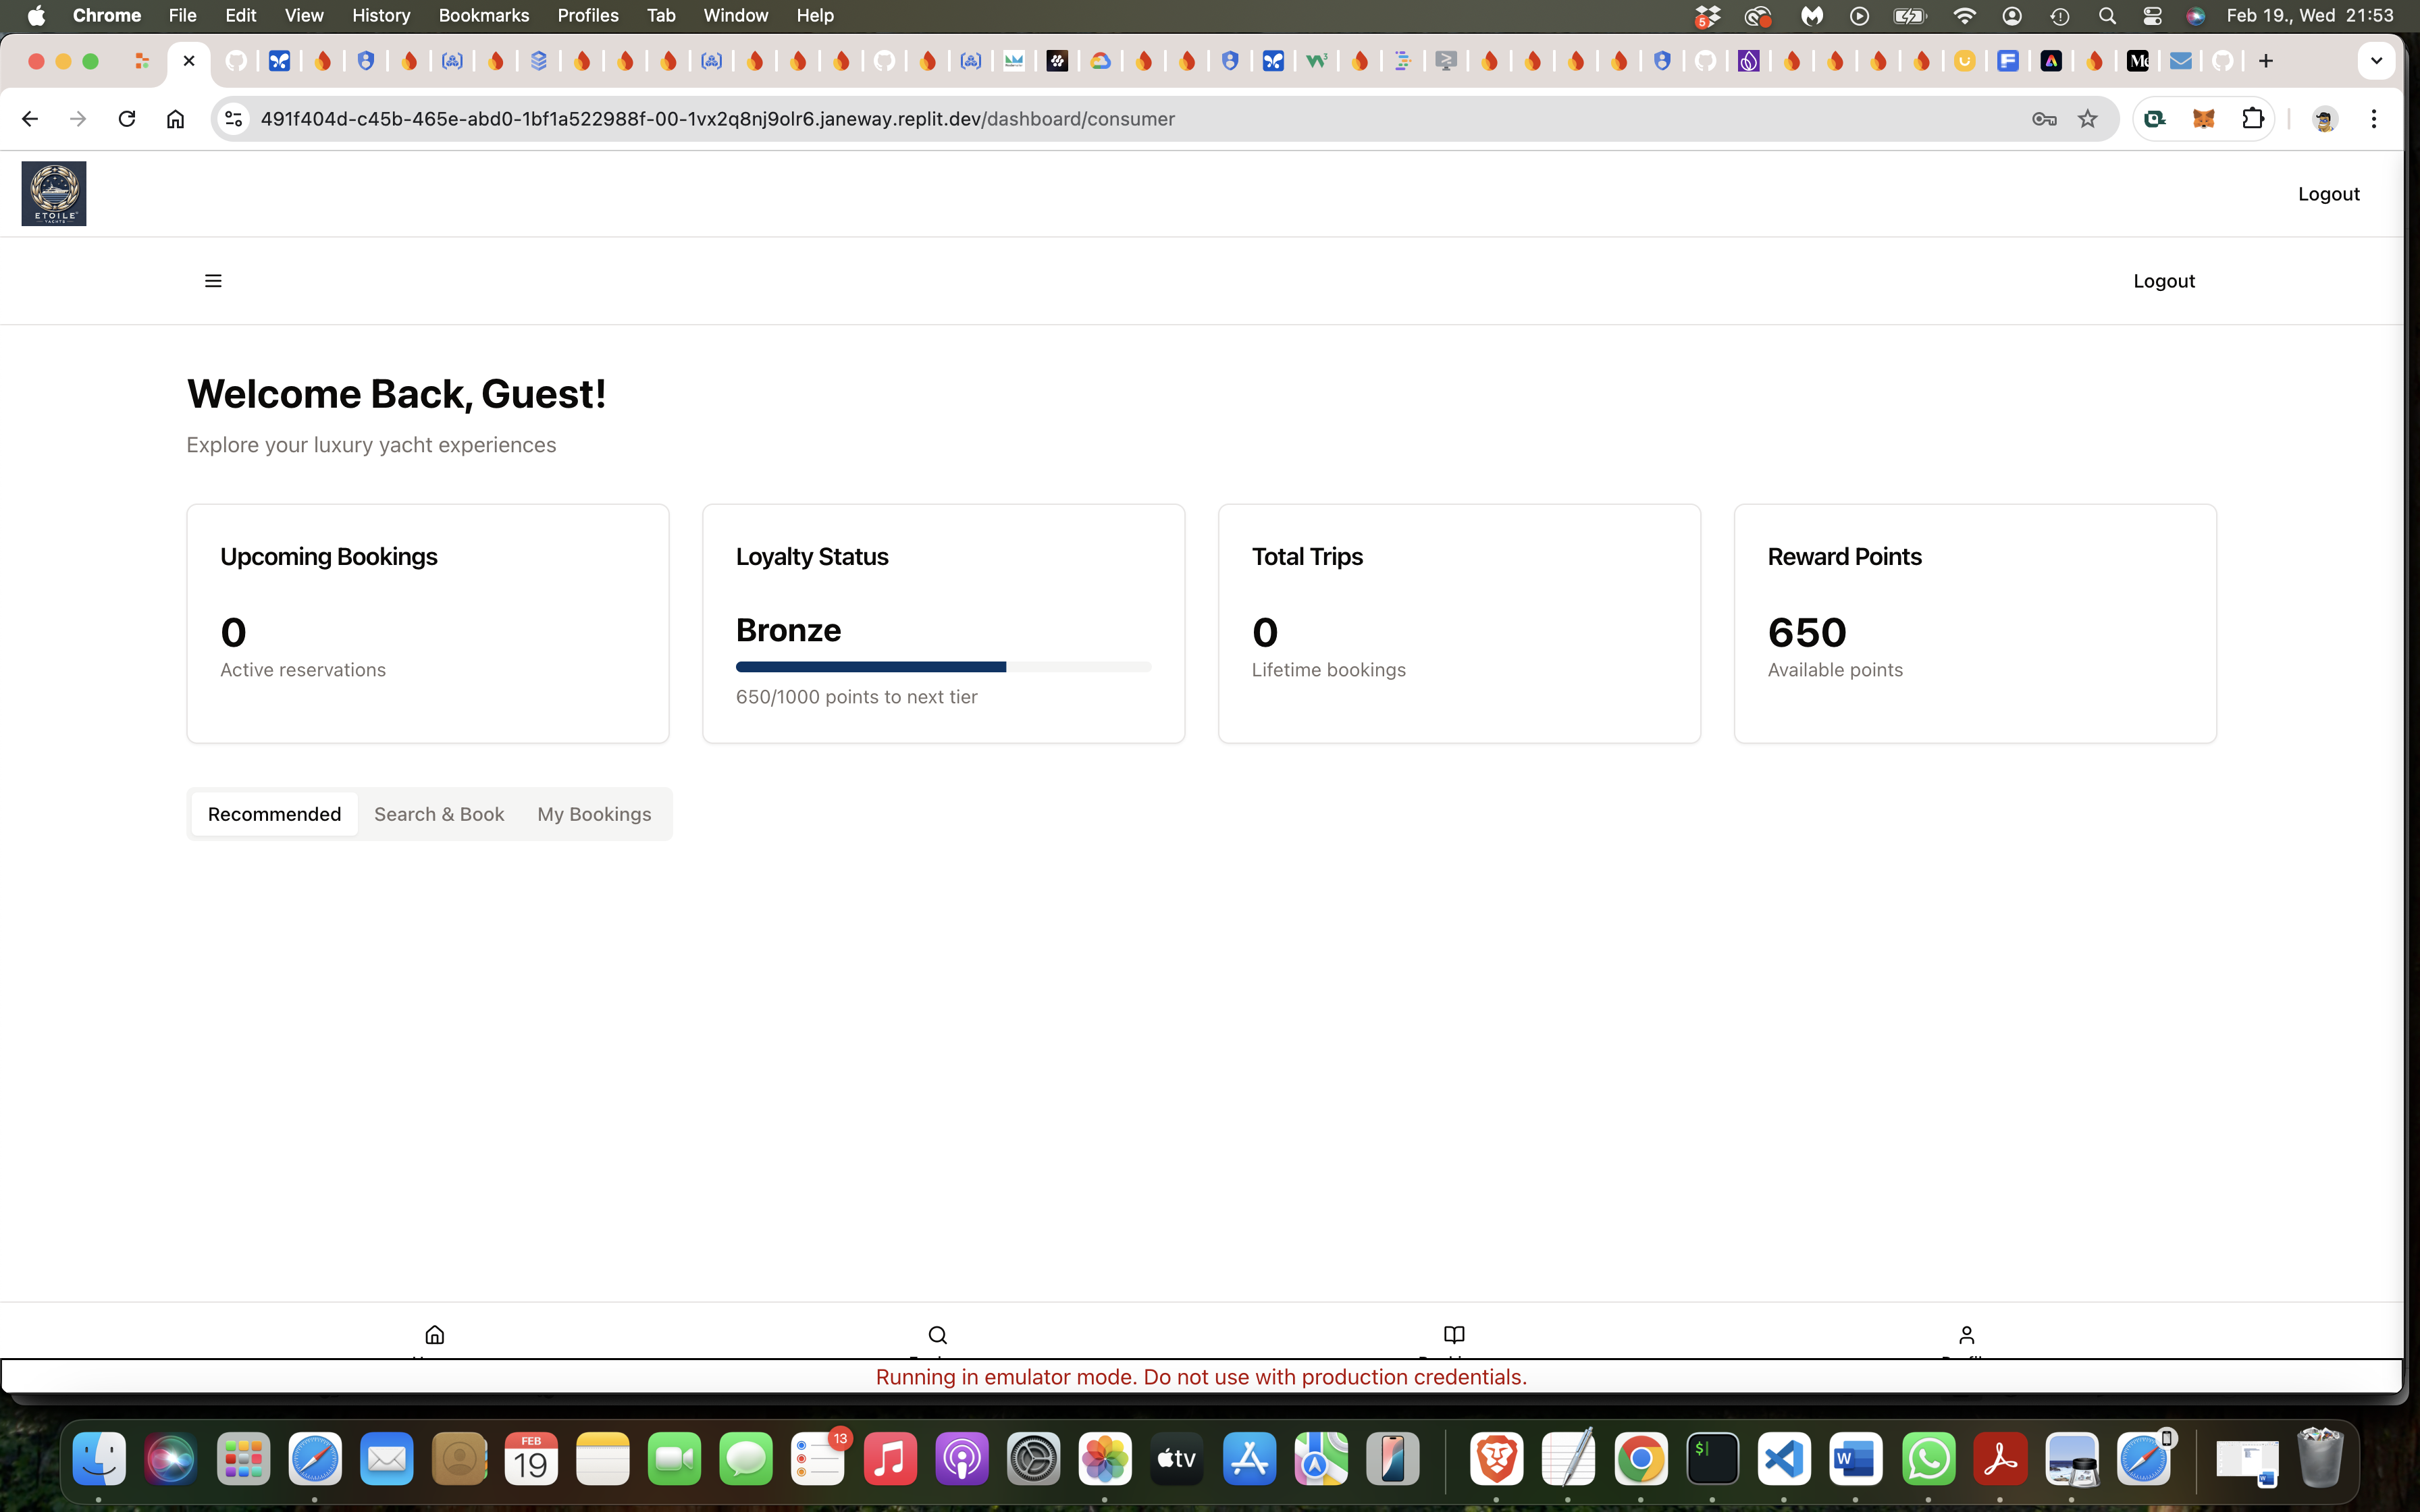 Chrome File Edit View History Bookmarks Profiles Tab Window Help
5
Feb 19., Wed 21:53
491f404d-c45b-465e-abd0-1bf1a522988f-00-1vx2q8nj9olr6.janeway.replit.dev/dashboard/consumer
ETOILE
YACHTS
Logout
Logout
Welcome Back, Guest!
Explore your luxury yacht experiences
Upcoming Bookings
0
Active reservations
Loyalty Status
Bronze
650/1000 points to next tier
Total Trips
0
Lifetime bookings
Reward Points
650
Available points
Recommended Search & Book My Bookings
Running in emulator mode. Do not use with production credentials.
FEB
19
13
tv
$
W